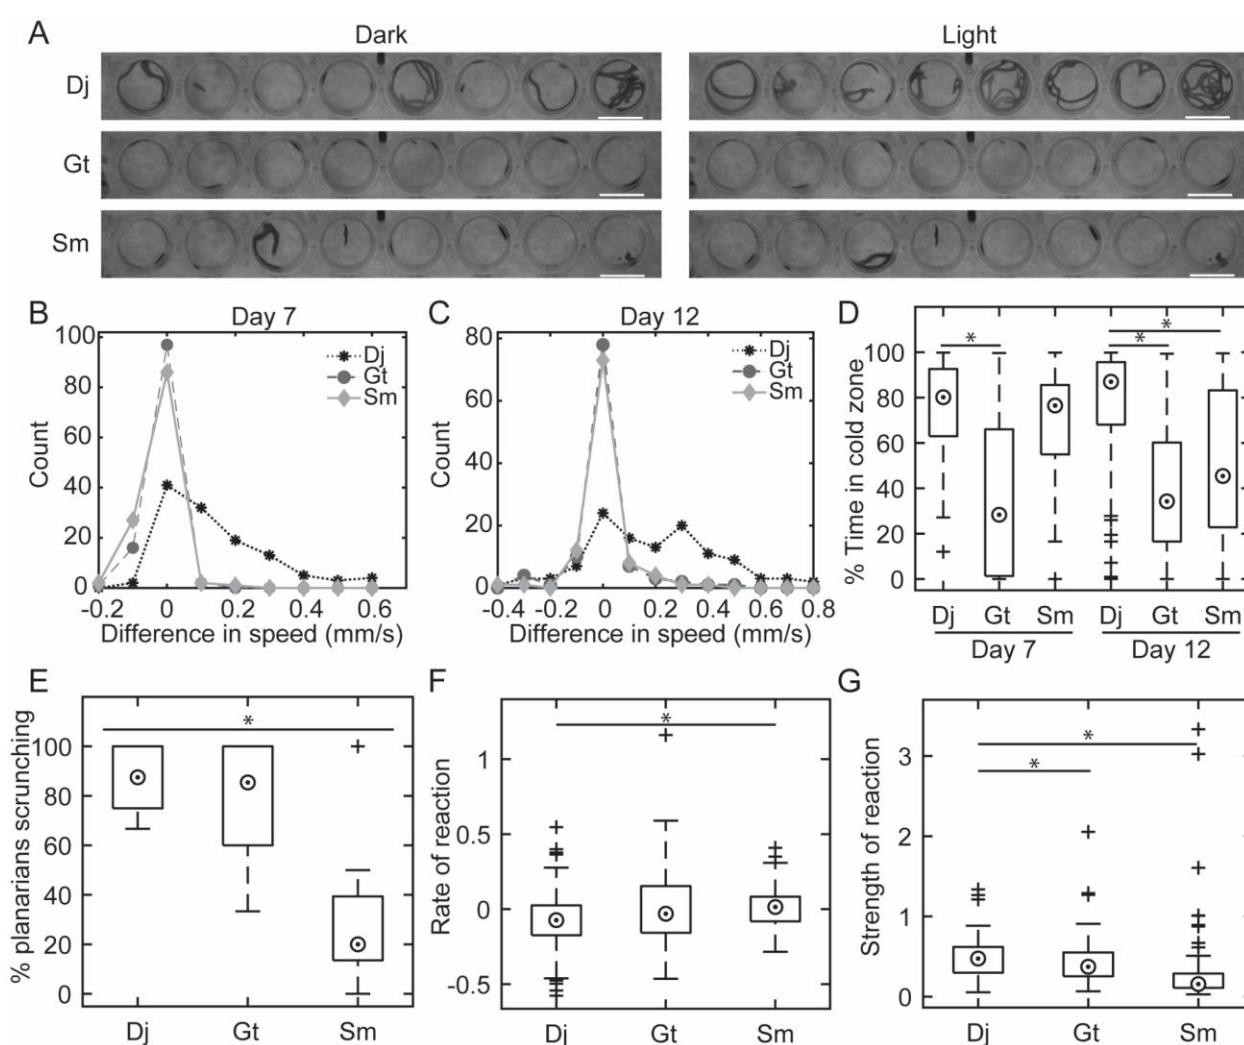 A
Dark
Light
Dj
Gt
Sm
B
Day 7
100
80
60
40
20
0
Count
-0.2
0
0.2
0.4
0.6
Difference in speed (mm/s)
Dj
Gt
Sm
C
Day 12
80
60
40
20
0
Count
-0.4
-0.2
0
0.2
0.4
0.6
0.8
Difference in speed (mm/s)
Dj
Gt
Sm
D
% Time in cold zone
100
80
60
40
20
0
*
*
*
Dj Gt Sm Dj Gt Sm
Day 7 Day 12
E
% planarians scrunching
100
80
60
40
20
0
*
Dj Gt Sm
F
Rate of reaction
1
0.5
0
-0.5
*
Dj Gt Sm
G
Strength of reaction
3
2
1
0
*
*
Dj Gt Sm